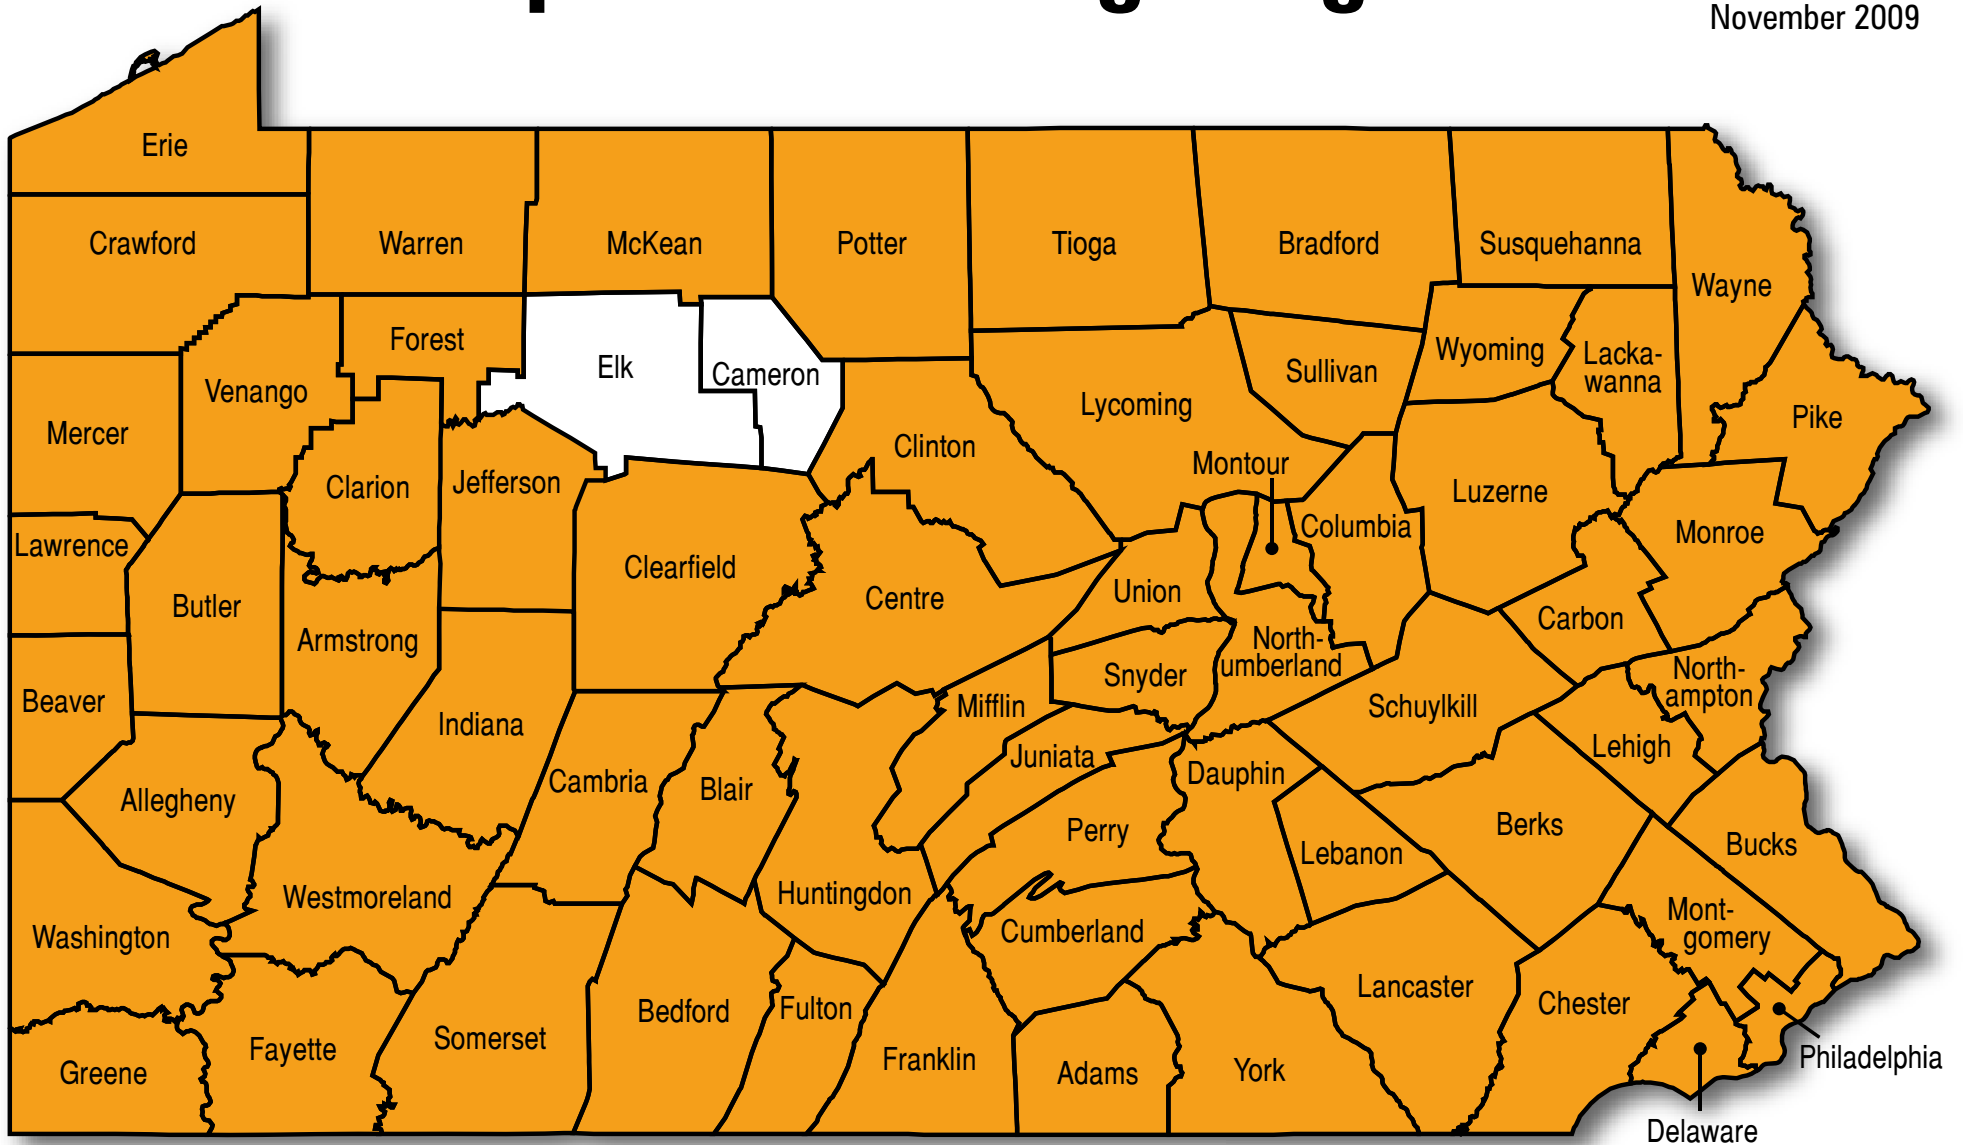 November 2009
Erie
Crawford
Warren
McKean
Potter
Tioga
Bradford
Susquehanna
Wayne
Forest
Elk
Cameron
Venango
Mercer
Clarion
Jefferson
Clinton
Lycoming
Sullivan
Wyoming
Lacka-
wanna
Pike
Montour
Columbia
Luzerne
Monroe
Lawrence
Butler
Armstrong
Clearfield
Centre
Union
Carbon
North-
umberland
Snyder
North-
ampton
Beaver
Indiana
Mifflin
Schuylkill
Lehigh
Juniata
Dauphin
Allegheny
Cambria
Blair
Perry
Lebanon
Berks
Bucks
Westmoreland
Huntingdon
Washington
Cumberland
Mont-
gomery
Lancaster
Chester
Bedford
Fulton
Somerset
Fayette
Greene
Franklin
Adams
York
Philadelphia
Delaware